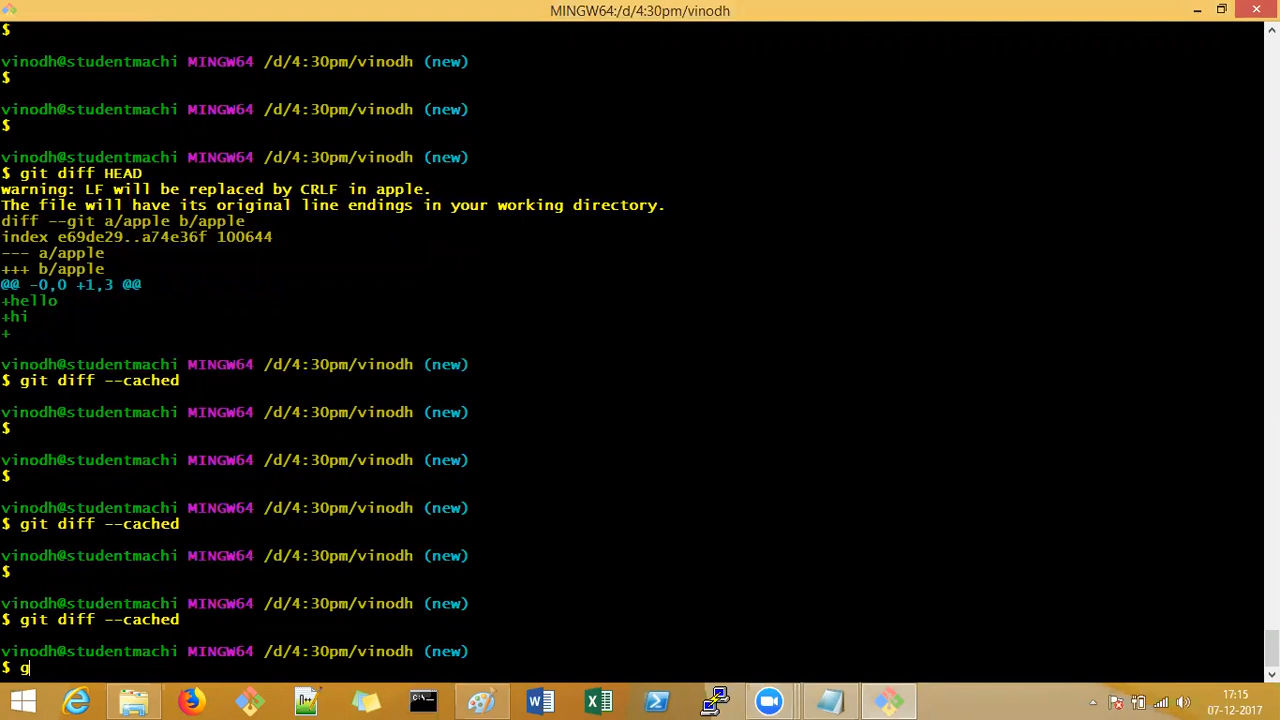 MINGW64:/d/4:30pm/vinodh
$
vinodh@studentmachi MINGW64 /d/4:30pm/vinodh (new)
$
vinodh@studentmachi MINGW64 /d/4:30pm/vinodh (new)
$
vinodh@studentmachi MINGW64 /d/4:30pm/vinodh (new)
$ git diff HEAD
warning: LF will be replaced by CRLF in apple.
The file will have its original line endings in your working directory.
diff --git a/apple b/apple
index e69de29..a74e36f 100644
--- a/apple
+++ b/apple
@@ -0,0 +1,3 @@
+hello
+hi
+
vinodh@studentmachi MINGW64 /d/4:30pm/vinodh (new)
$ git diff --cached
vinodh@studentmachi MINGW64 /d/4:30pm/vinodh (new)
$
vinodh@studentmachi MINGW64 /d/4:30pm/vinodh (new)
$
vinodh@studentmachi MINGW64 /d/4:30pm/vinodh (new)
$ git diff --cached
vinodh@studentmachi MINGW64 /d/4:30pm/vinodh (new)
$
vinodh@studentmachi MINGW64 /d/4:30pm/vinodh (new)
$ git diff --cached
vinodh@studentmachi MINGW64 /d/4:30pm/vinodh (new)
$ g
17:15
07-12-2017